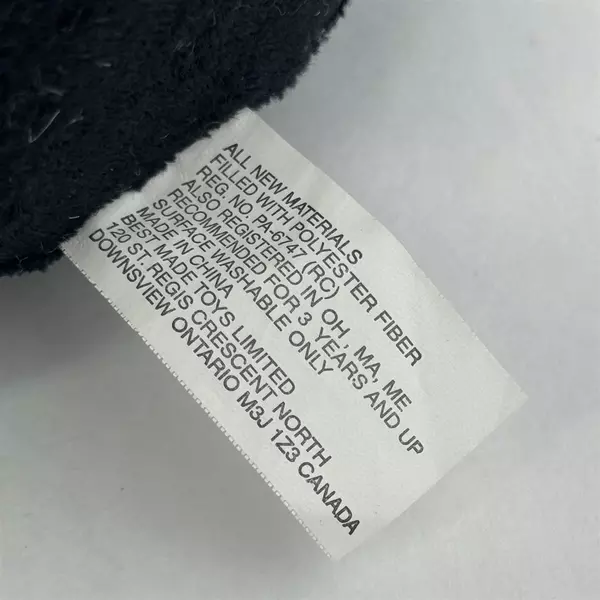 ALL NEW MATERIALS
FILLED WITH POLYESTER FIBER
REG. NO. PA-6747 (RC)
ALSO REGISTERED IN OH, MA, ME
RECOMMENDED FOR 3 YEARS AND UP
SURFACE WASHABLE ONLY
MADE IN CHINA
BEST MADE TOYS LIMITED
120 ST. REGIS CRESCENT NORTH
DOWNSVIEW ONTARIO M3J 1Z3 CANADA